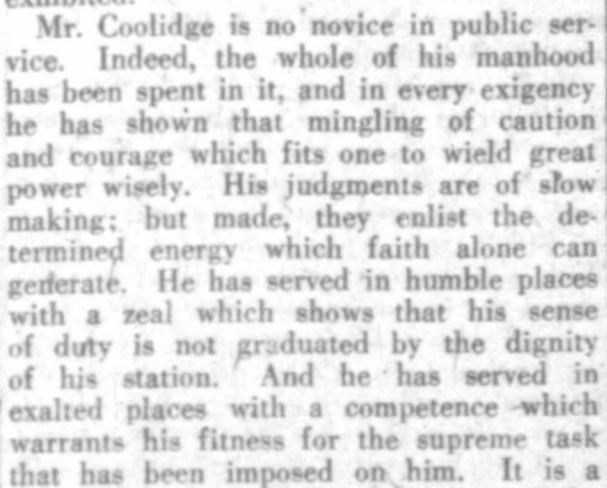 exhibited.
Mr. Coolidge is no novice in public ser-
vice. Indeed, the whole of his manhood
has been spent in it, and in every exigency
he has shown that mingling of caution
and courage which fits one to wield great
power wisely. His judgments are of slow
making; but made, they enlist the de-
termined energy which faith alone can
generate. He has served in humble places
with a zeal which shows that his sense
of duty is not graduated by the dignity
of his station. And he has served in
exalted places with a competence which
warrants his fitness for the supreme task
that has been imposed on him. It is a